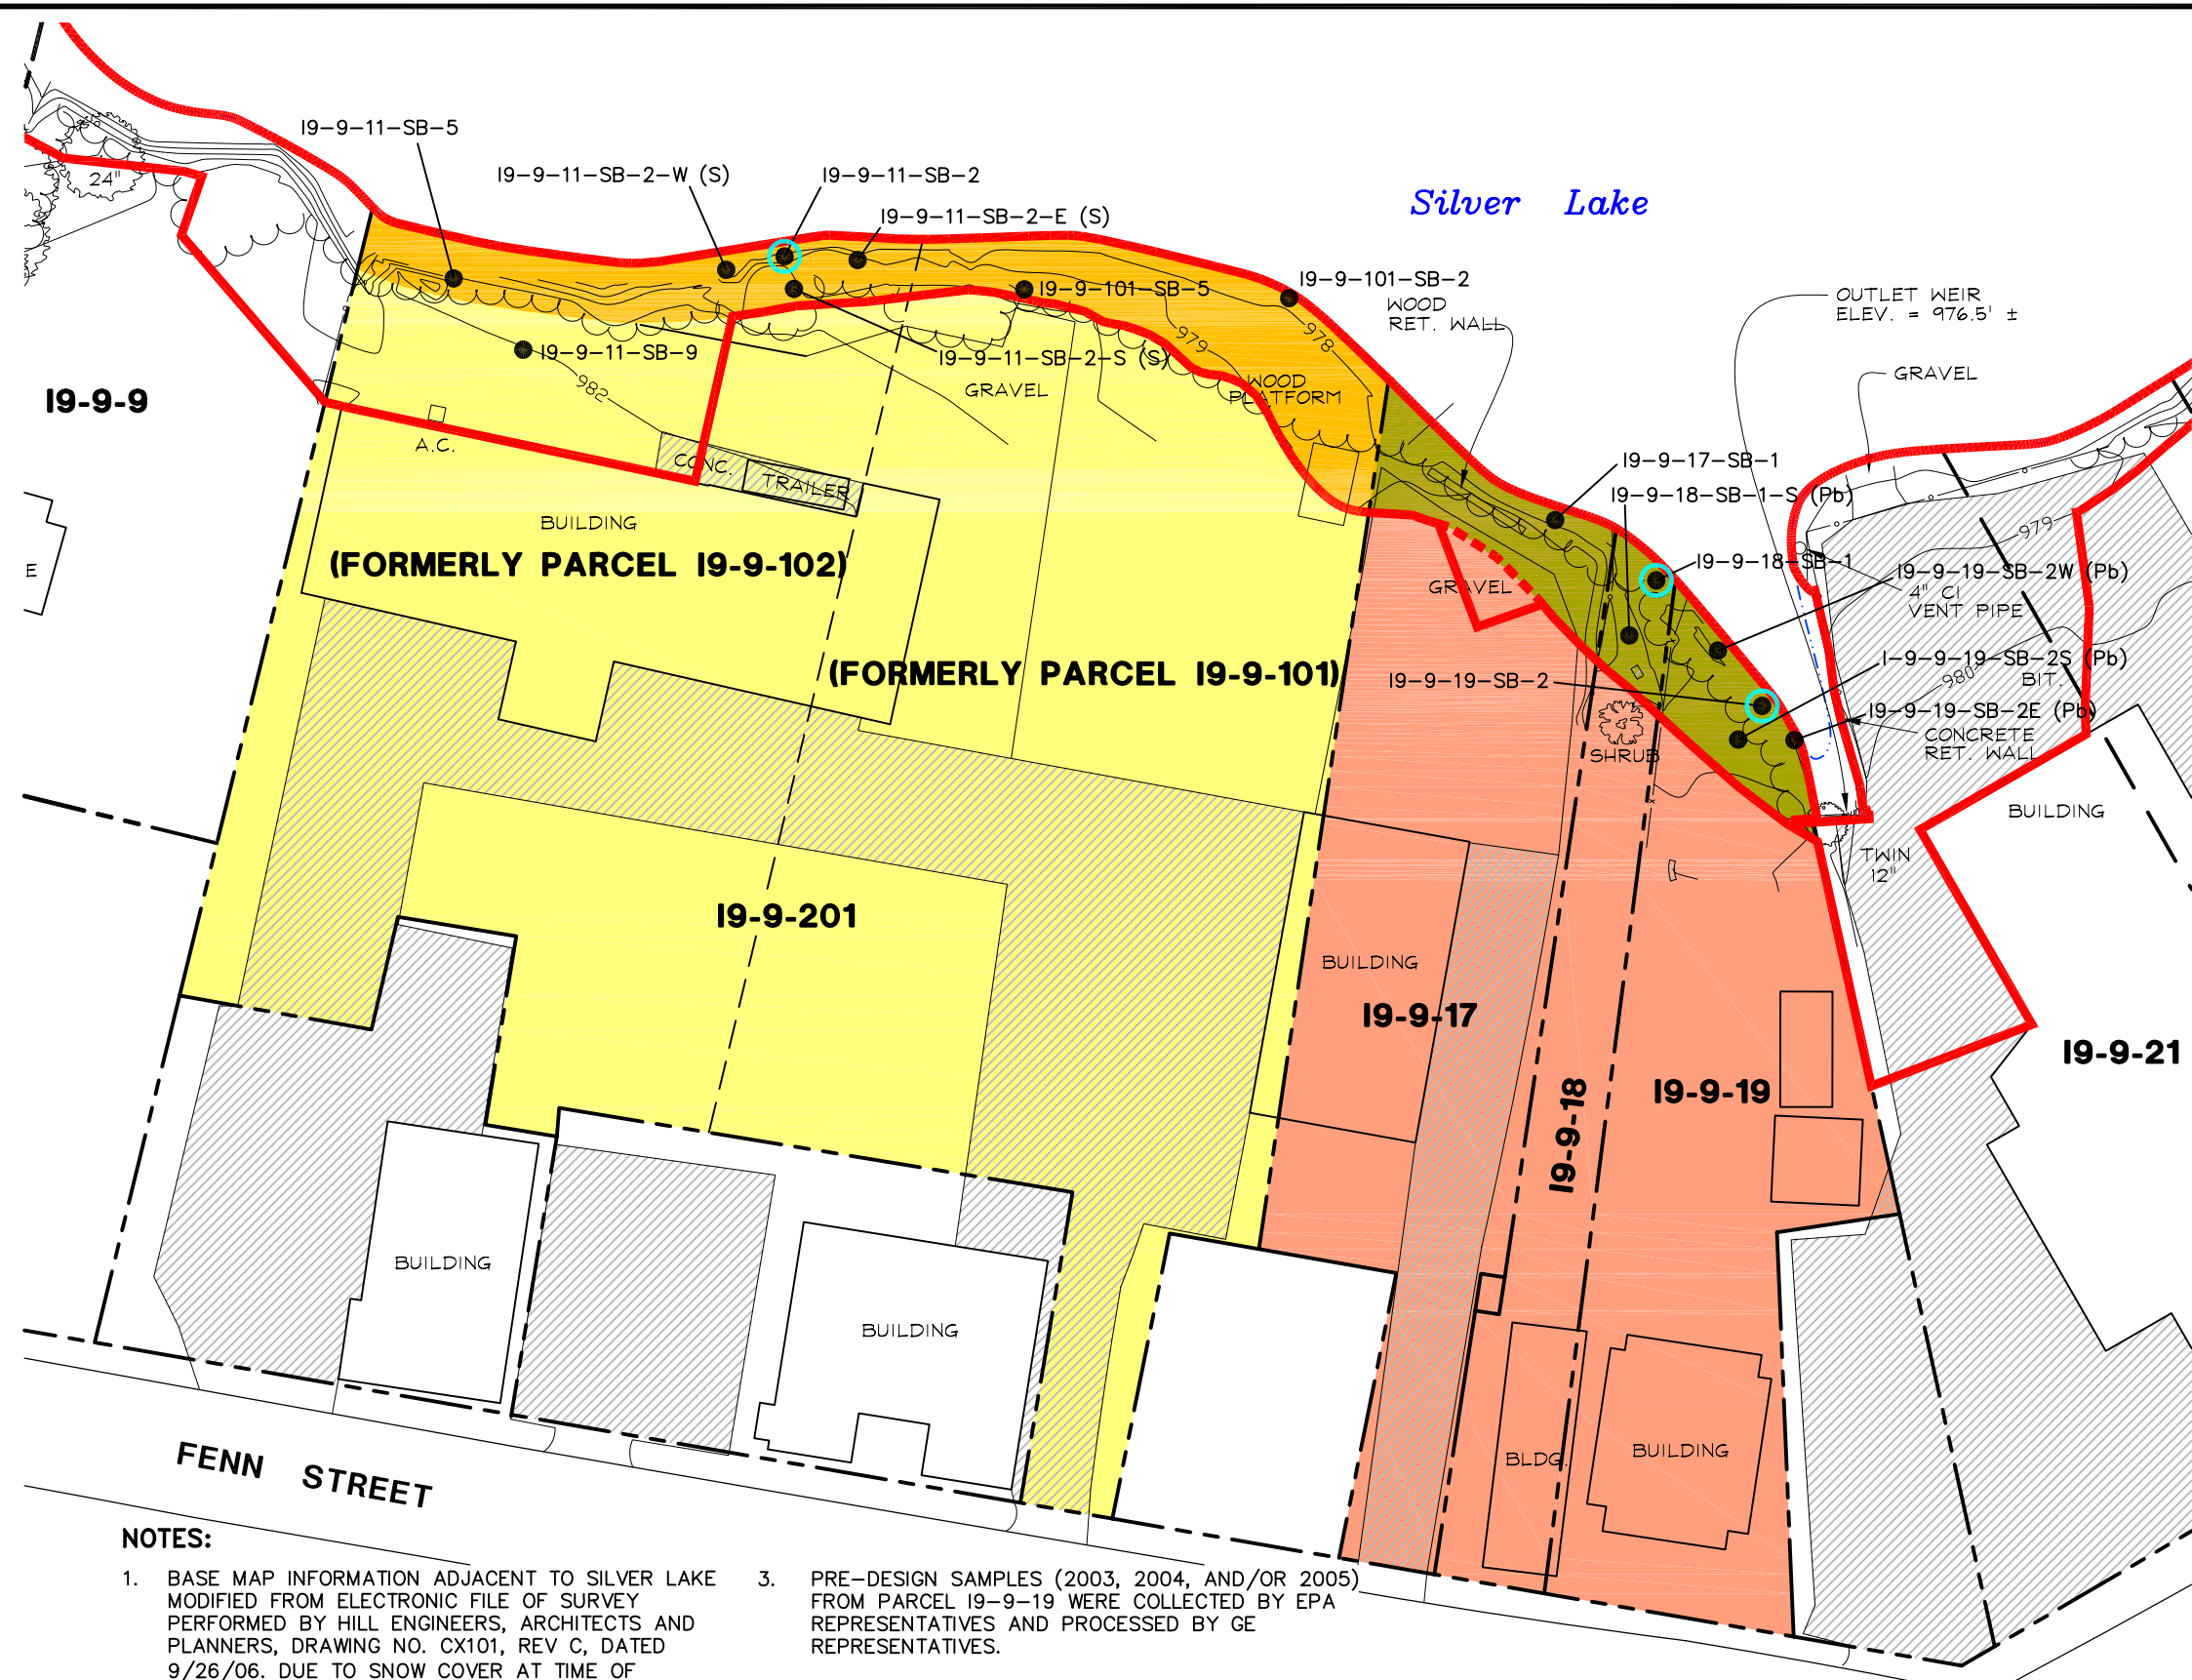 I9-9-11-SB-5
24"
I9-9-11-SB-2-W (S)
I9-9-11-SB-2
I9-9-11-SB-2-E (S)
Silver Lake
I9-9-101-SB-2
I9-9-101-SB-5
WOOD
RET. WALL
OUTLET WEIR
ELEV. = 976.5' ±
GRAVEL
I9-9-11-SB-9
I9-9-11-SB-2-S (S)
GRAVEL
979
978
982
WOOD
PLATFORM
I9-9-9
A.C.
CONC.
TRAILER
BUILDING
(FORMERLY PARCEL I9-9-102)
E
I9-9-17-SB-1
I9-9-18-SB-1-S (Pb)
I9-9-18-SB-1
I9-9-19-SB-2W (Pb)
979
4" CI
VENT PIPE
GRAVEL
(FORMERLY PARCEL I9-9-101)
I9-9-19-SB-2
I-9-9-19-SB-2S (Pb)
980
BIT.
I9-9-19-SB-2E (Pb)
CONCRETE
RET. WALL
SHRUB
BUILDING
TWIN
12"
I9-9-201
BUILDING
I9-9-17
I9-9-18
I9-9-19
I9-9-21
BUILDING
BUILDING
BLDG.
BUILDING
FENN STREET
NOTES:
1. BASE MAP INFORMATION ADJACENT TO SILVER LAKE
MODIFIED FROM ELECTRONIC FILE OF SURVEY
PERFORMED BY HILL ENGINEERS, ARCHITECTS AND
PLANNERS, DRAWING NO. CX101, REV C, DATED
9/26/06. DUE TO SNOW COVER AT TIME OF
3. PRE-DESIGN SAMPLES (2003, 2004, AND/OR 2005)
FROM PARCEL I9-9-19 WERE COLLECTED BY EPA
REPRESENTATIVES AND PROCESSED BY GE
REPRESENTATIVES.